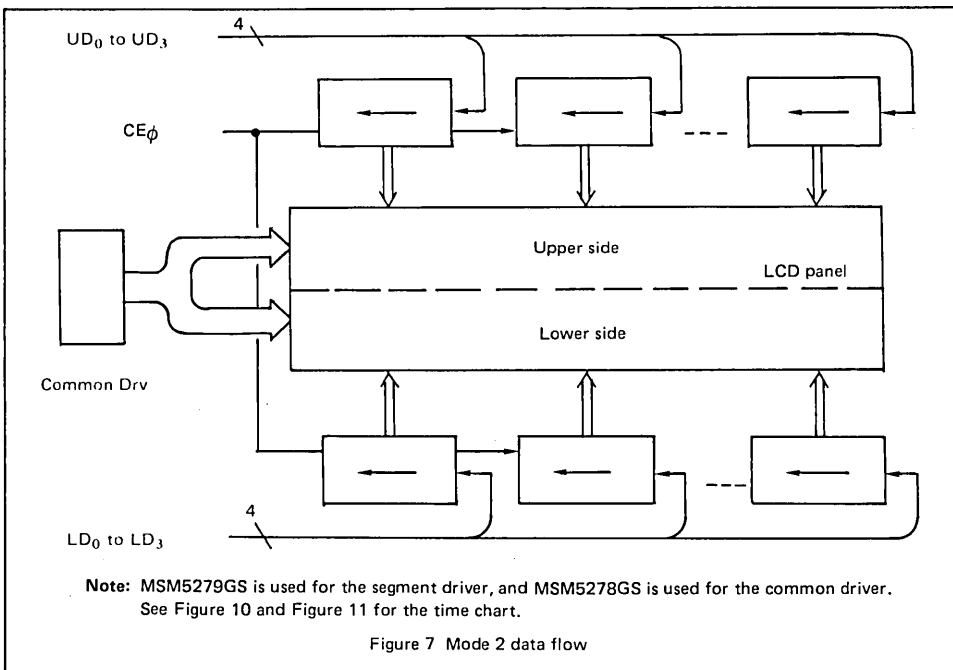 4
UD₀ to UD₃
CEϕ
Upper side
LCD panel
Lower side
Common Drv
4
LD₀ to LD₃
Note: MSM5279GS is used for the segment driver, and MSM5278GS is used for the common driver.
See Figure 10 and Figure 11 for the time chart.
Figure 7 Mode 2 data flow